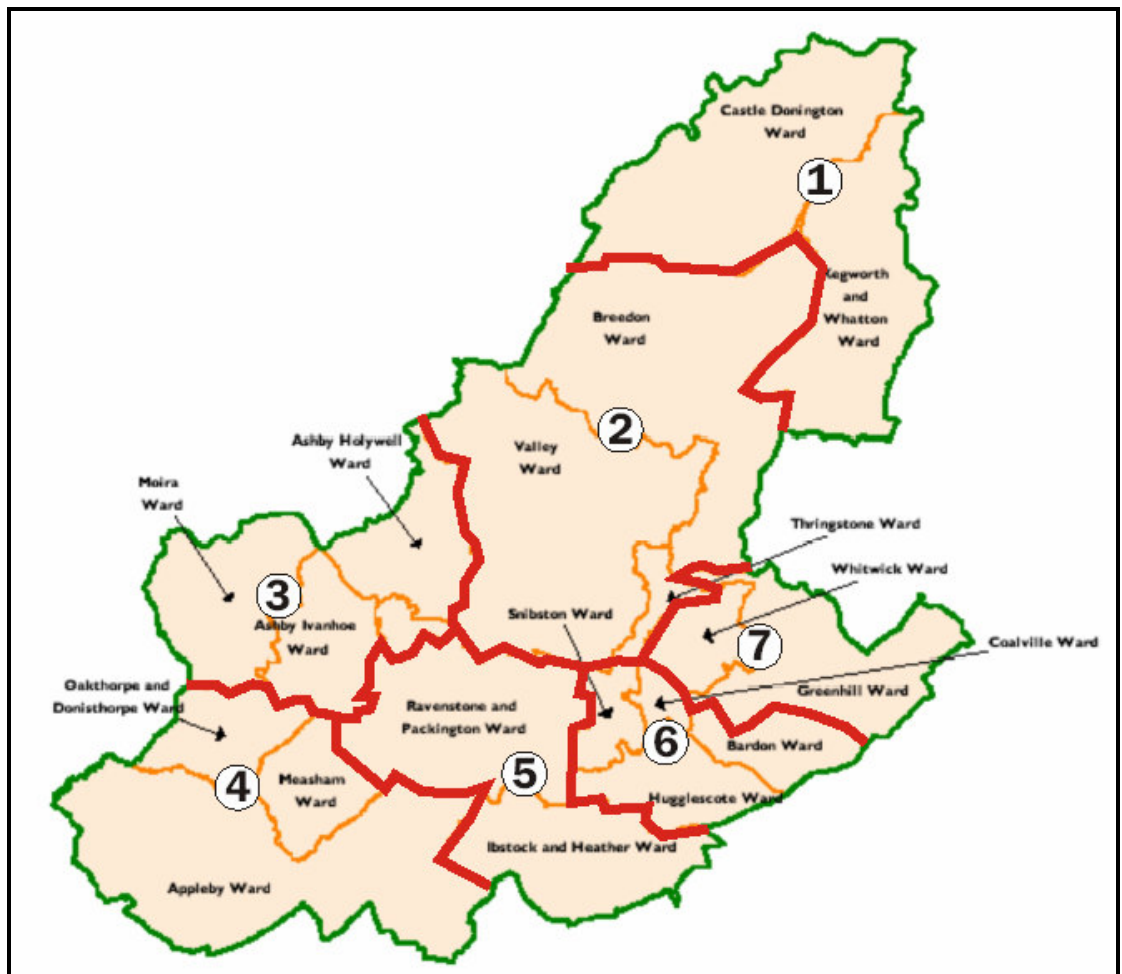 Castle Donington
Ward
1
Kegworth
and
Whatton
Ward
Breedon
Ward
2
Valley
Ward
Ashby Holywell
Ward
Moira
Ward
Thringstone Ward
Whitwick Ward
3
Ashby Ivanhoe
Ward
Snibston Ward
7
Coalville Ward
Oakthorpe and
Donisthorpe Ward
Ravenstone and
Packington Ward
Greenhill Ward
6
Bardon Ward
4
Measham
Ward
5
Hugglescote Ward
Ibstock and Heather Ward
Appleby Ward